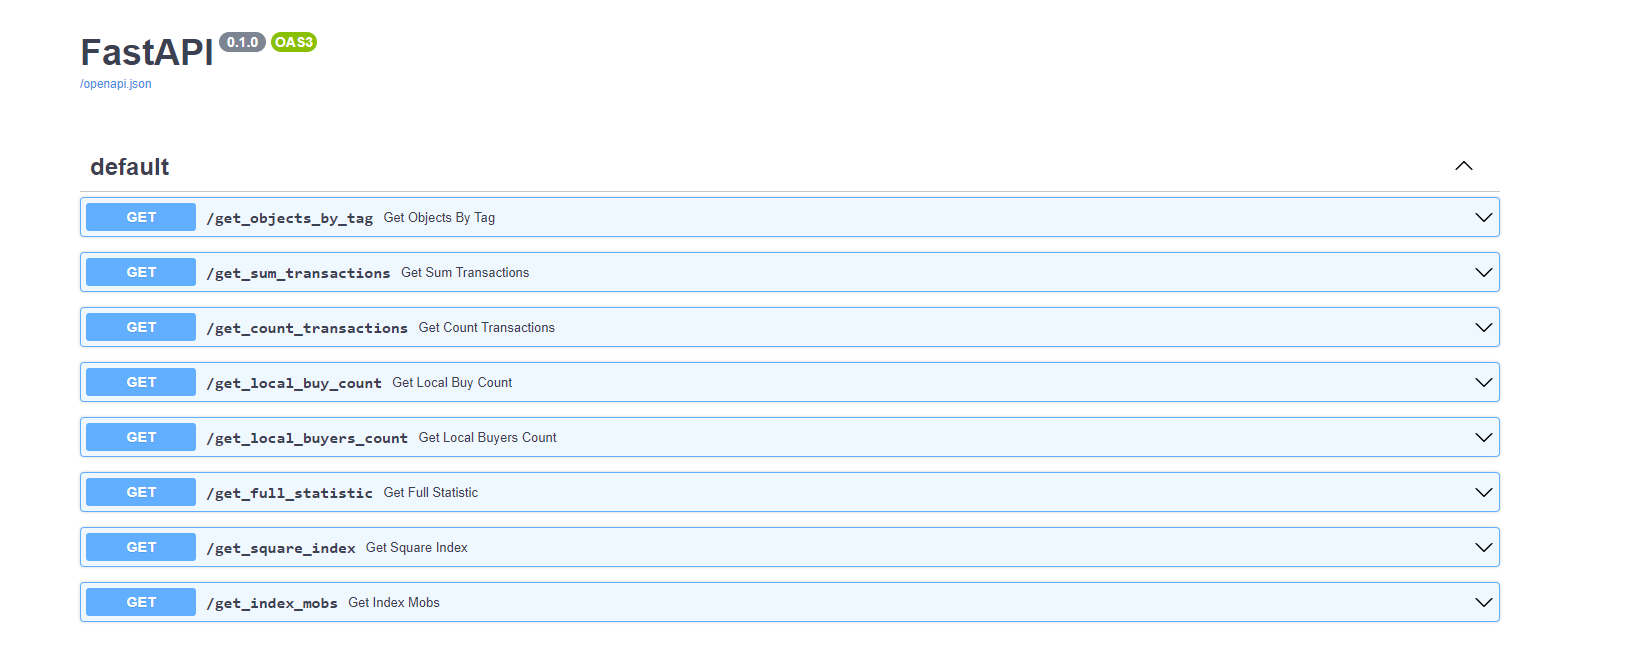 FastAPI 0.1.0 OAS3
/openapi.json
default
GET /get_objects_by_tag Get Objects By Tag
GET /get_sum_transactions Get Sum Transactions
GET /get_count_transactions Get Count Transactions
GET /get_local_buy_count Get Local Buy Count
GET /get_local_buyers_count Get Local Buyers Count
GET /get_full_statistic Get Full Statistic
GET /get_square_index Get Square Index
GET /get_index_mobs Get Index Mobs